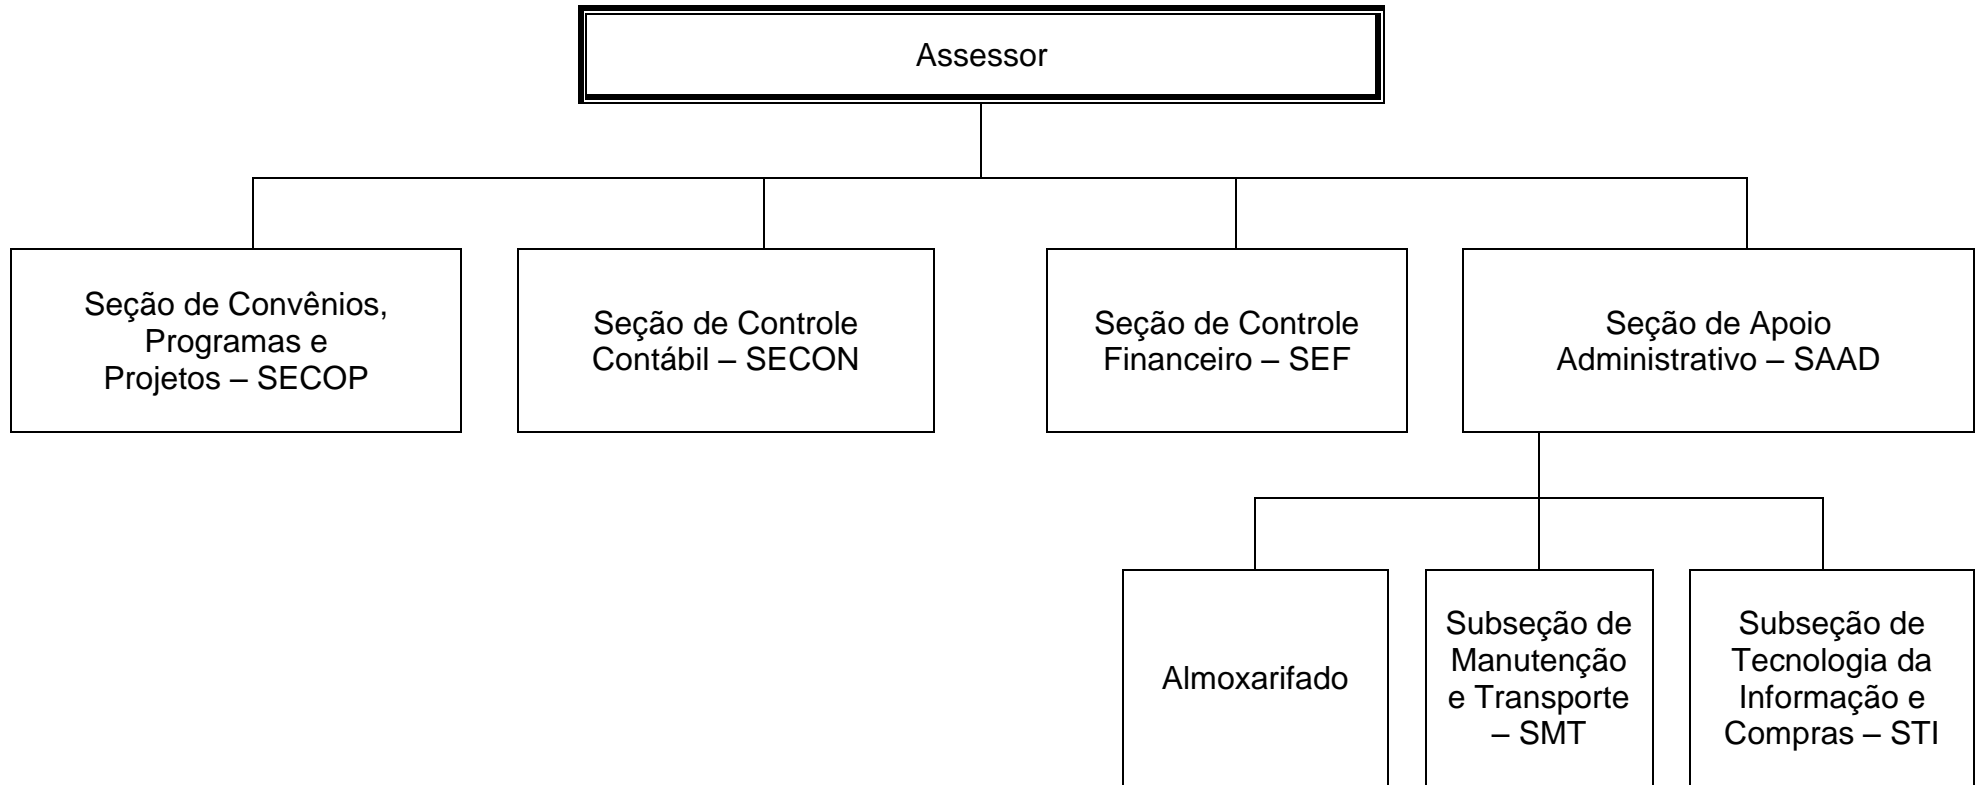 Assessor
Seção de Convênios,
Programas e
Projetos – SECOP
Seção de Controle
Contábil – SECON
Seção de Controle
Financeiro – SEF
Seção de Apoio
Administrativo – SAAD
Almoxarifado
Subseção de
Manutenção
e Transporte
– SMT
Subseção de
Tecnologia da
Informação e
Compras – STI